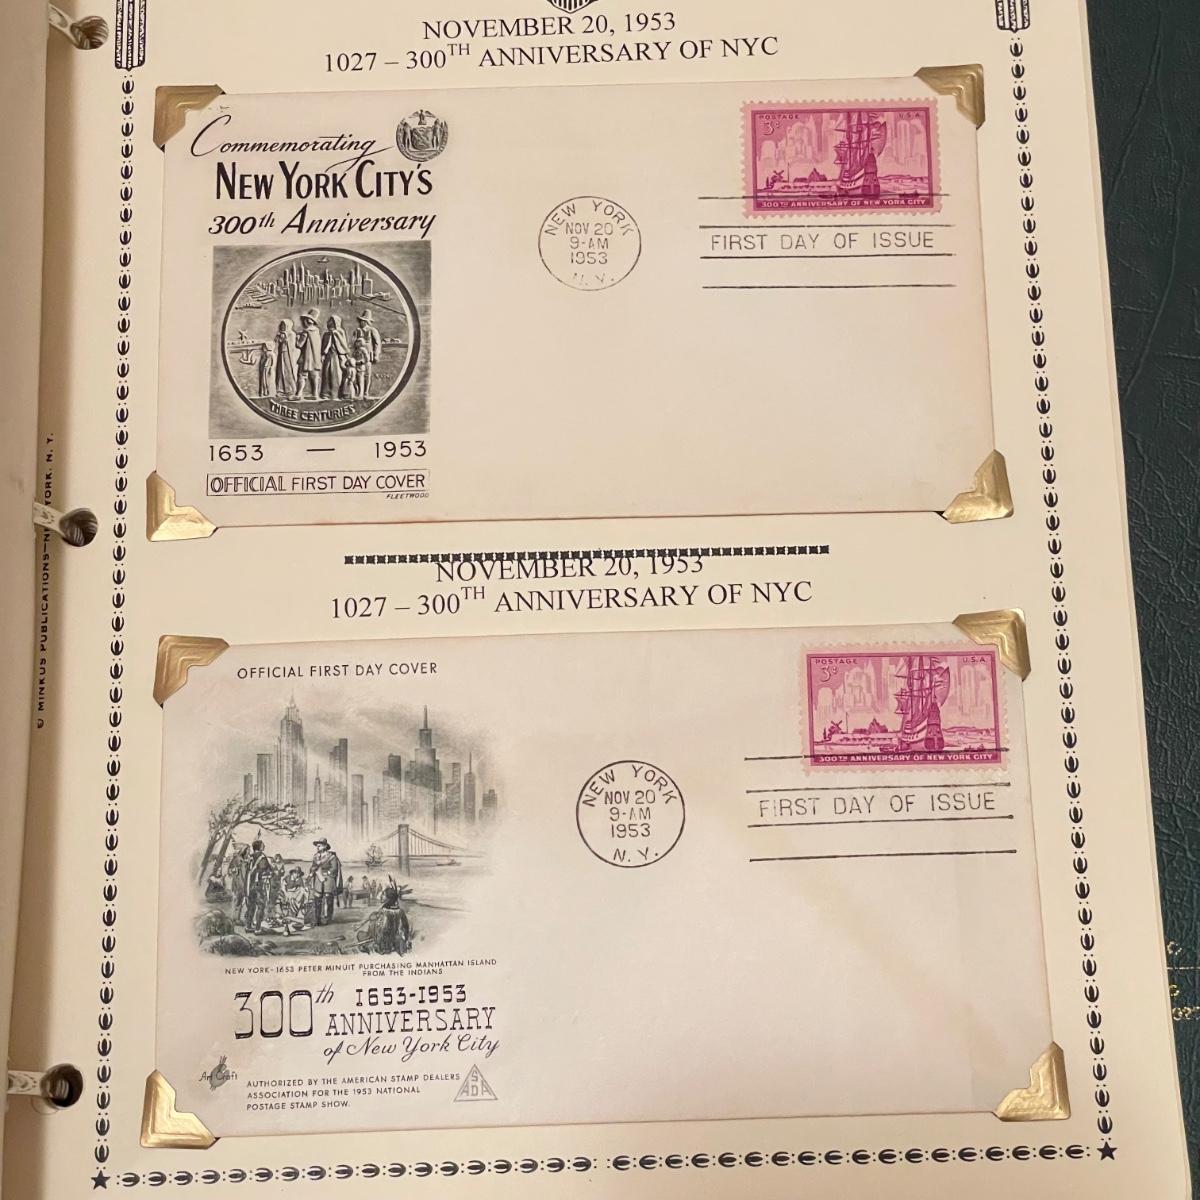 NOVEMBER 20, 1953
1027 – 300TH ANNIVERSARY OF NYC
Commemorating
NEW YORK CITY'S
300th Anniversary
THREE CENTURIES
1653 — 1953
OFFICIAL FIRST DAY COVER
FLEETWOOD
NEW YORK
NOV 20
9-AM
1953
N.Y.
POSTAGE U.S.A.
3¢
300TH ANNIVERSARY OF NEW YORK CITY
FIRST DAY OF ISSUE
NOVEMBER 20, 1953
1027 – 300TH ANNIVERSARY OF NYC
OFFICIAL FIRST DAY COVER
NEW YORK-1653 PETER MINUIT PURCHASING MANHATTAN ISLAND
FROM THE INDIANS
300th 1653-1953
ANNIVERSARY
of New York City
Art Craft
AUTHORIZED BY THE AMERICAN STAMP DEALERS
ASSOCIATION FOR THE 1953 NATIONAL
POSTAGE STAMP SHOW.
ASDA
NEW YORK
NOV 20
9-AM
1953
N.Y.
POSTAGE U.S.A.
3¢
300TH ANNIVERSARY OF NEW YORK CITY
FIRST DAY OF ISSUE
© MINKUS PUBLICATIONS—N YORK, N. Y.